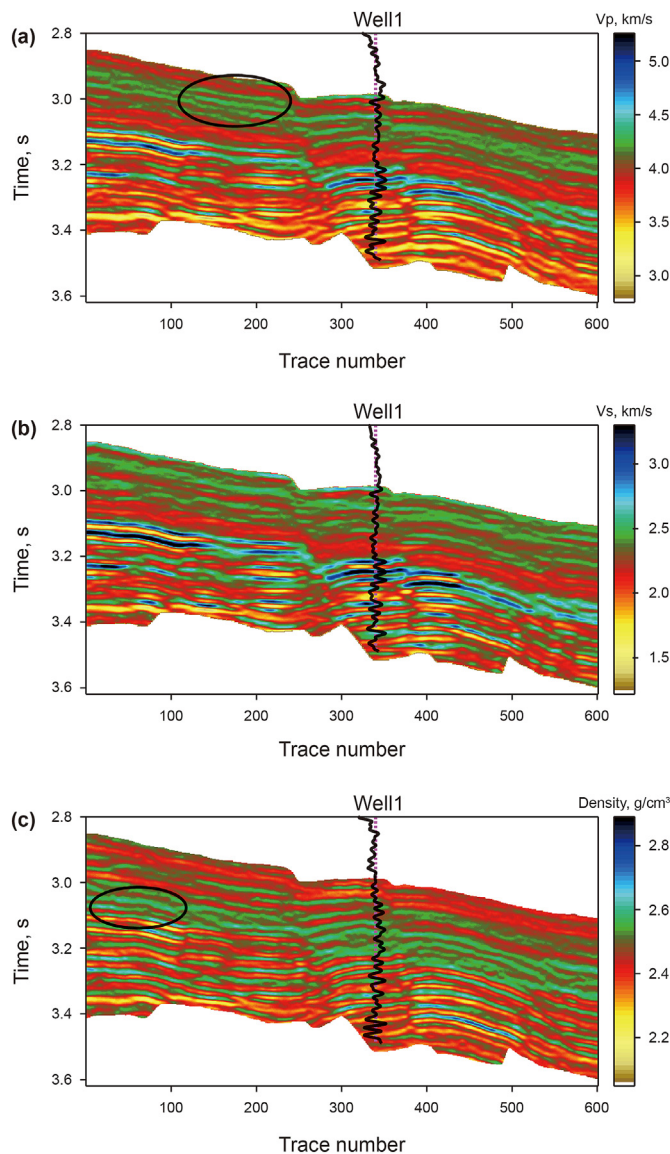 Well1
Vp, km/s
(a)
2.8
3.0
3.2
3.4
3.6
Time, s
100 200 300 400 500 600
Trace number
5.0
4.5
4.0
3.5
3.0
Well1
Vs, km/s
(b)
2.8
3.0
3.2
3.4
3.6
Time, s
100 200 300 400 500 600
Trace number
3.0
2.5
2.0
1.5
Well1
Density, g/cm³
(c)
2.8
3.0
3.2
3.4
3.6
Time, s
100 200 300 400 500 600
Trace number
2.8
2.6
2.4
2.2